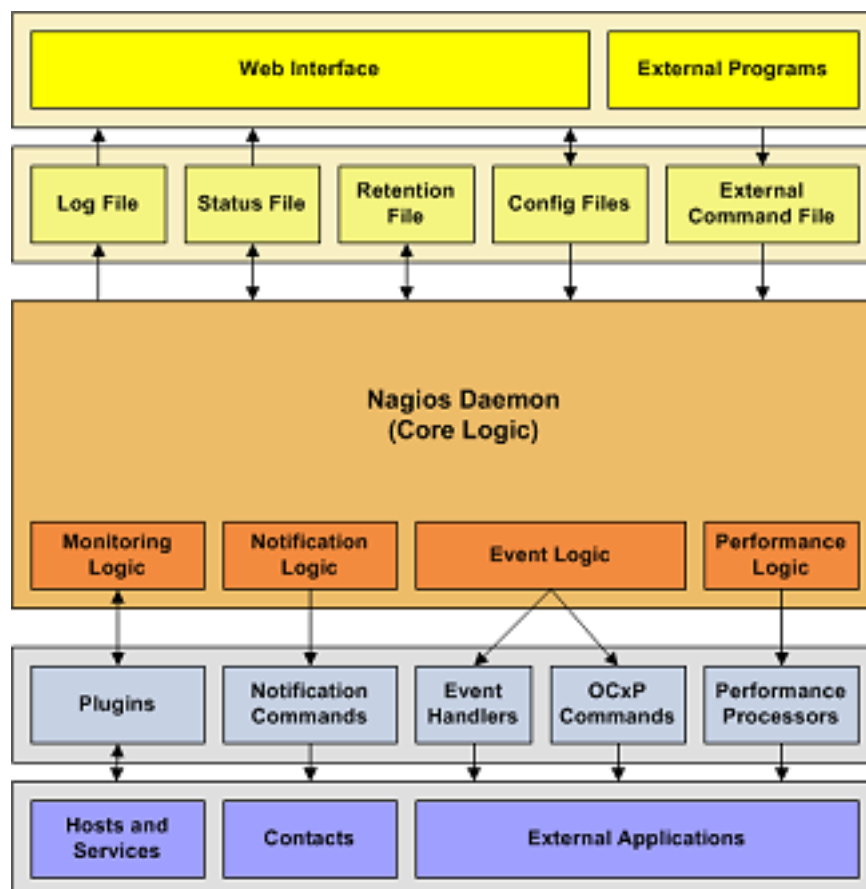 Web Interface
External Programs
Log File
Status File
Retention
File
Config Files
External
Command File
Nagios Daemon
(Core Logic)
Monitoring
Logic
Notification
Logic
Event Logic
Performance
Logic
Plugins
Notification
Commands
Event
Handlers
OCxP
Commands
Performance
Processors
Hosts and
Services
Contacts
External Applications